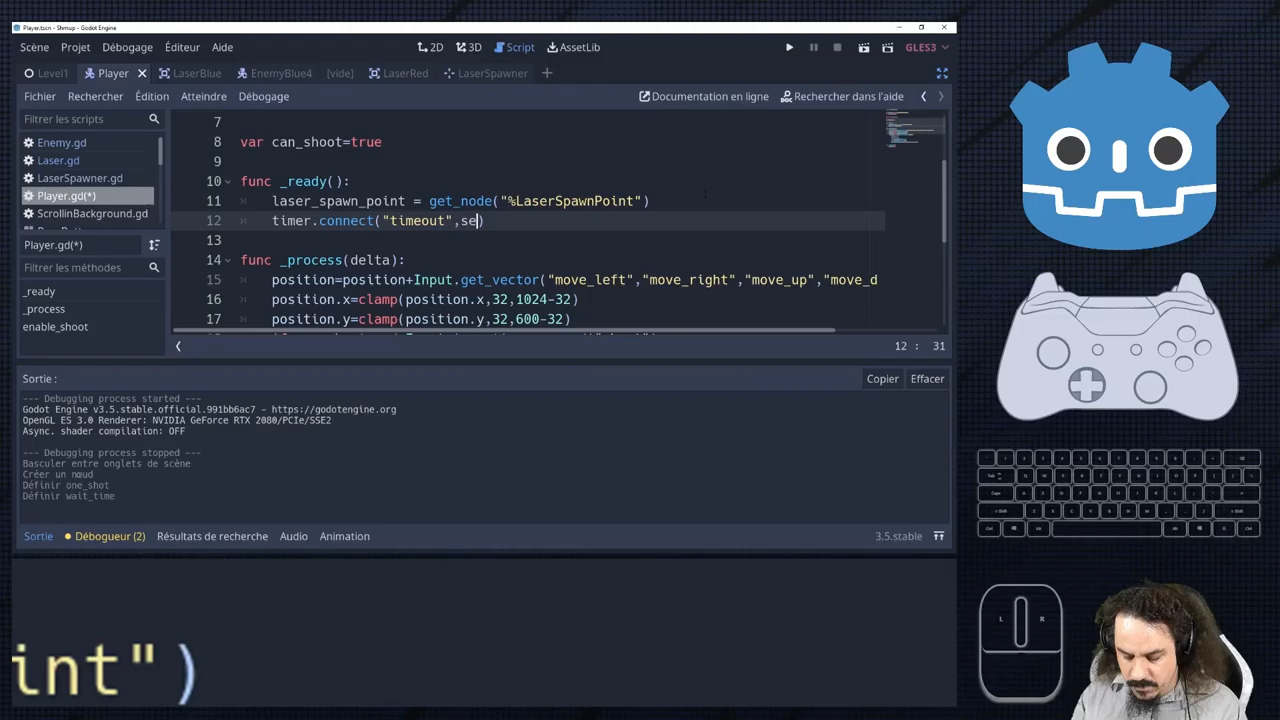 Player.tscn - Shmup - Godot Engine
Scène Projet Débogage Éditeur Aide
2D 3D Script AssetLib
GLES3
Level1 Player LaserBlue EnemyBlue4 [vide] LaserRed LaserSpawner
Fichier Rechercher Édition Atteindre Débogage
Documentation en ligne Rechercher dans l'aide
Filtrer les scripts
Enemy.gd
Laser.gd
LaserSpawner.gd
Player.gd(*)
ScrollinBackground.gd
Player.gd(*)
Filtrer les méthodes
_ready
_process
enable_shoot
7
8 var can_shoot=true
9
10 func _ready():
11 laser_spawn_point = get_node("%LaserSpawnPoint")
12 timer.connect("timeout",se)
13
14 func _process(delta):
15 position=position+Input.get_vector("move_left","move_right","move_up","move_d
16 position.x=clamp(position.x,32,1024-32)
17 position.y=clamp(position.y,32,600-32)
12 : 31
Sortie :
Copier Effacer
--- Debugging process started ---
Godot Engine v3.5.stable.official.991bb6ac7 - https://godotengine.org
OpenGL ES 3.0 Renderer: NVIDIA GeForce RTX 2080/PCIe/SSE2
Async. shader compilation: OFF
--- Debugging process stopped ---
Basculer entre onglets de scène
Créer un nœud
Définir one_shot
Définir wait_time
Sortie Débogueur (2) Résultats de recherche Audio Animation
3.5.stable
int")
L R